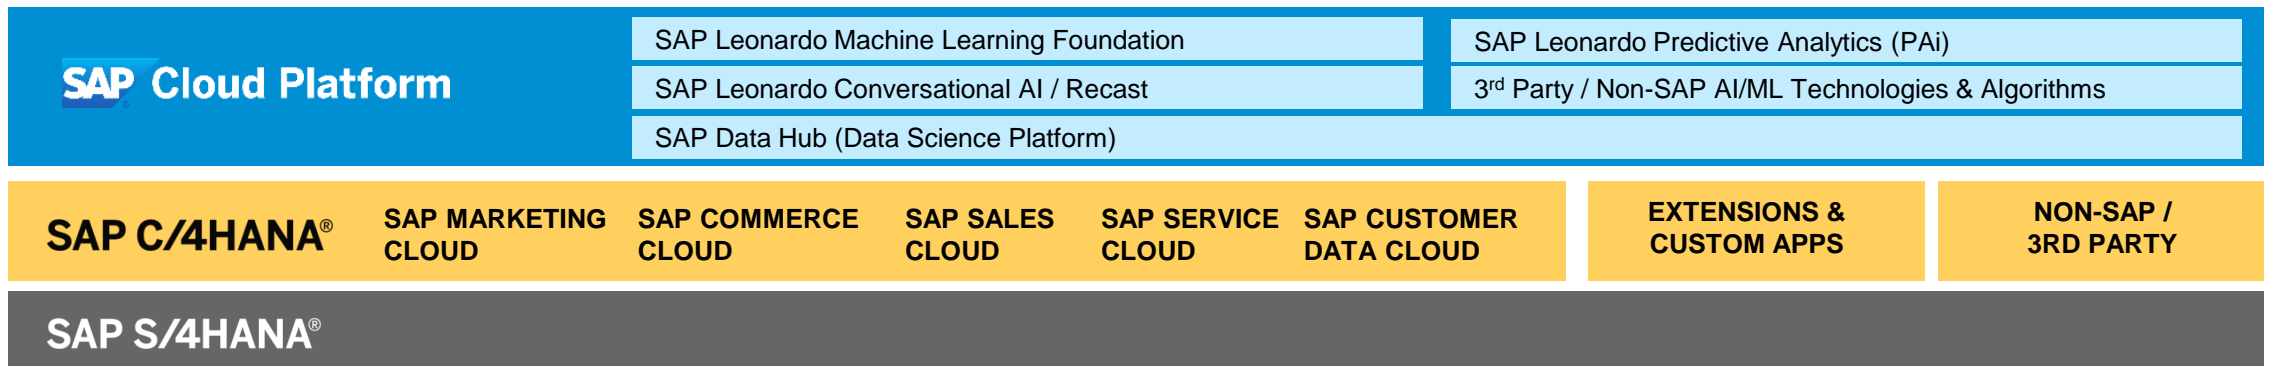 SAP Cloud Platform
SAP Leonardo Machine Learning Foundation
SAP Leonardo Predictive Analytics (PAi)
SAP Leonardo Conversational AI / Recast
3rd Party / Non-SAP AI/ML Technologies & Algorithms
SAP Data Hub (Data Science Platform)
SAP C/4HANA®
SAP MARKETING
CLOUD
SAP COMMERCE
CLOUD
SAP SALES
CLOUD
SAP SERVICE
CLOUD
SAP CUSTOMER
DATA CLOUD
EXTENSIONS &
CUSTOM APPS
NON-SAP /
3RD PARTY
SAP S/4HANA®